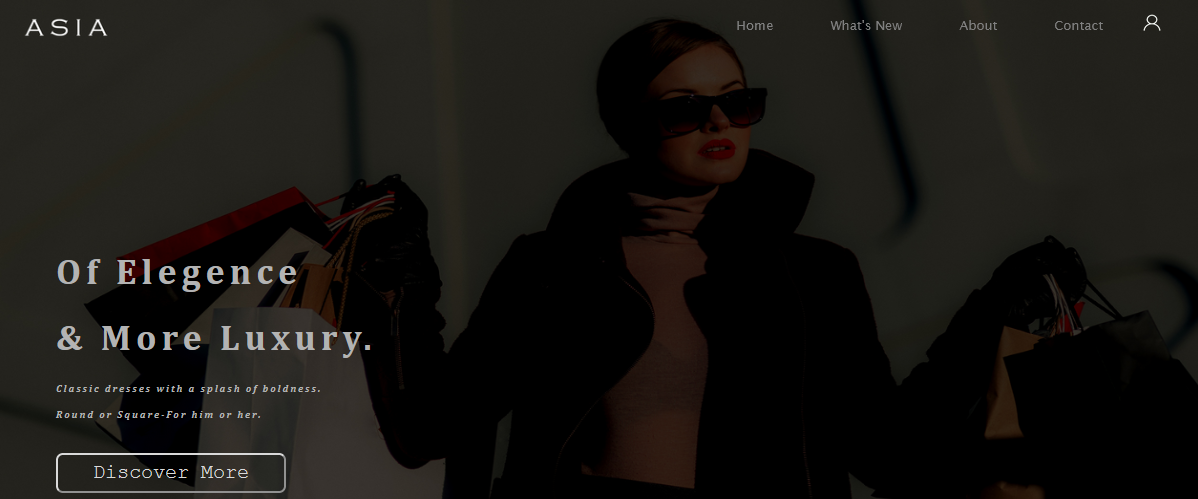 ASIA
Home What's New About Contact
Of Elegence
& More Luxury.
Classic dresses with a splash of boldness.
Round or Square-For him or her.
Discover More